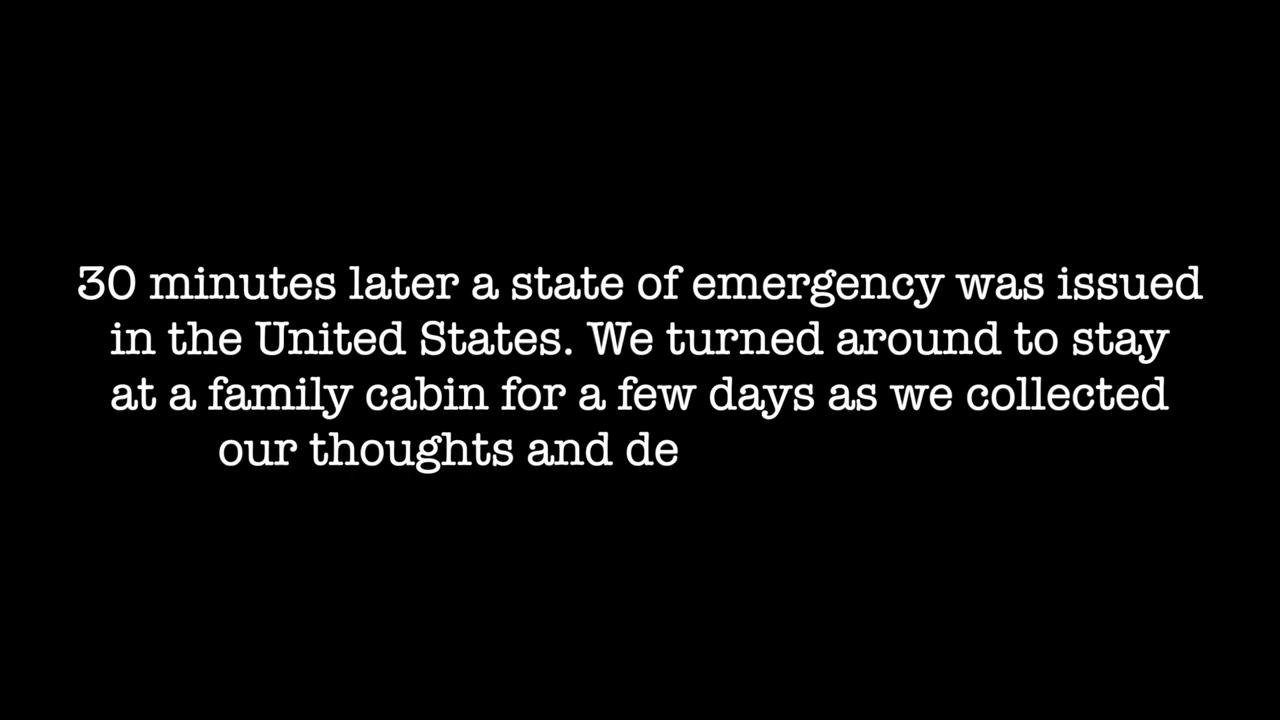 30 minutes later a state of emergency was issued
in the United States. We turned around to stay
at a family cabin for a few days as we collected
our thoughts and de